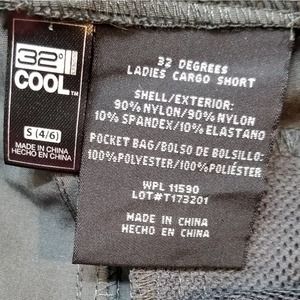 32°
COOL™
S (4/6)
MADE IN CHINA
HECHO EN CHINA
32 DEGREES
LADIES CARGO SHORT
SHELL/EXTERIOR:
90% NYLON/90% NYLON
10% SPANDEX/10% ELASTANO
POCKET BAG/BOLSO DE BOLSILLO:
100%POLYESTER/100%POLIÉSTER
WPL 11590
LOT#T173201
MADE IN CHINA
HECHO EN CHINA